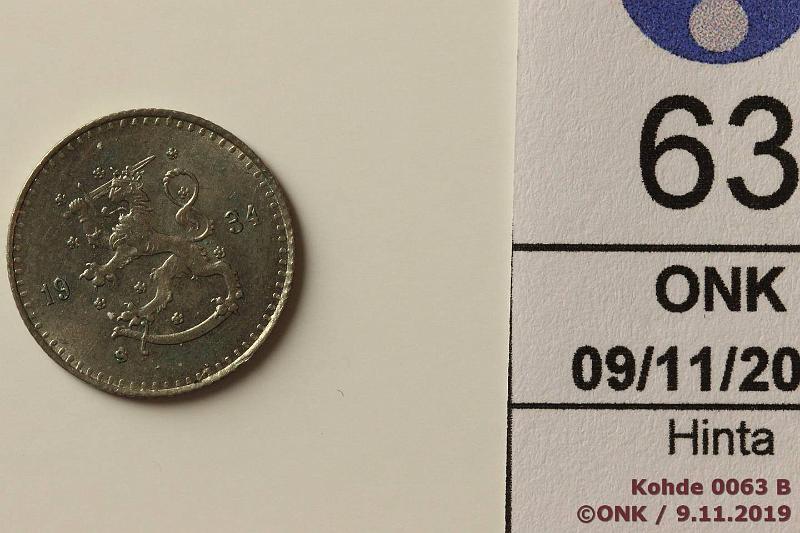 19 34
S
63
ONK
09/11/20
Hinta
Kohde 0063 B
©ONK / 9.11.2019